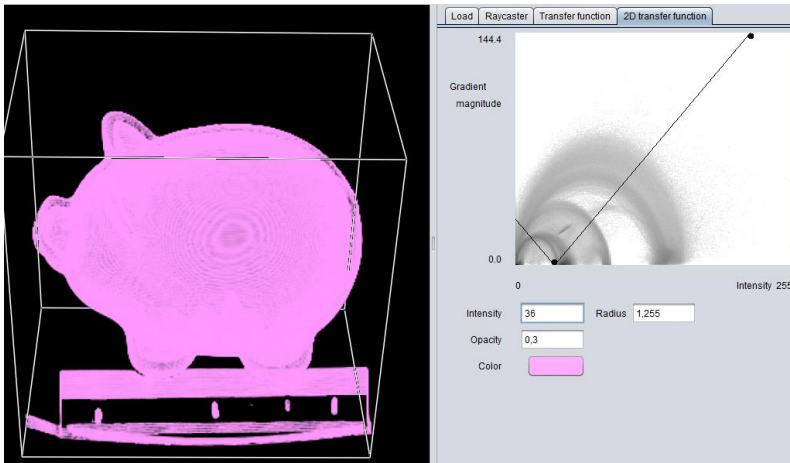 Load Raycaster Transfer function 2D transfer function
144.4
Gradient
magnitude
0.0
0 Intensity 255
Intensity 36 Radius 1,255
Opacity 0,3
Color